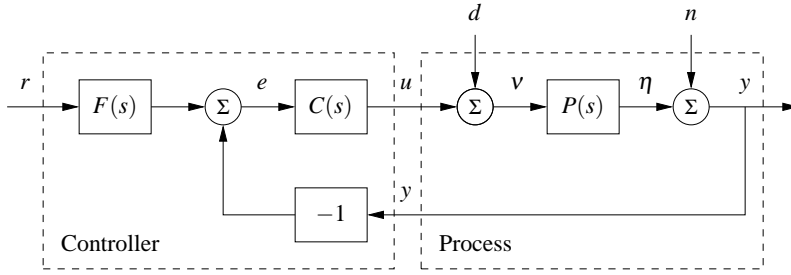 d n
r e u ν η y
F(s) Σ C(s) Σ P(s) Σ
y
−1
Controller Process